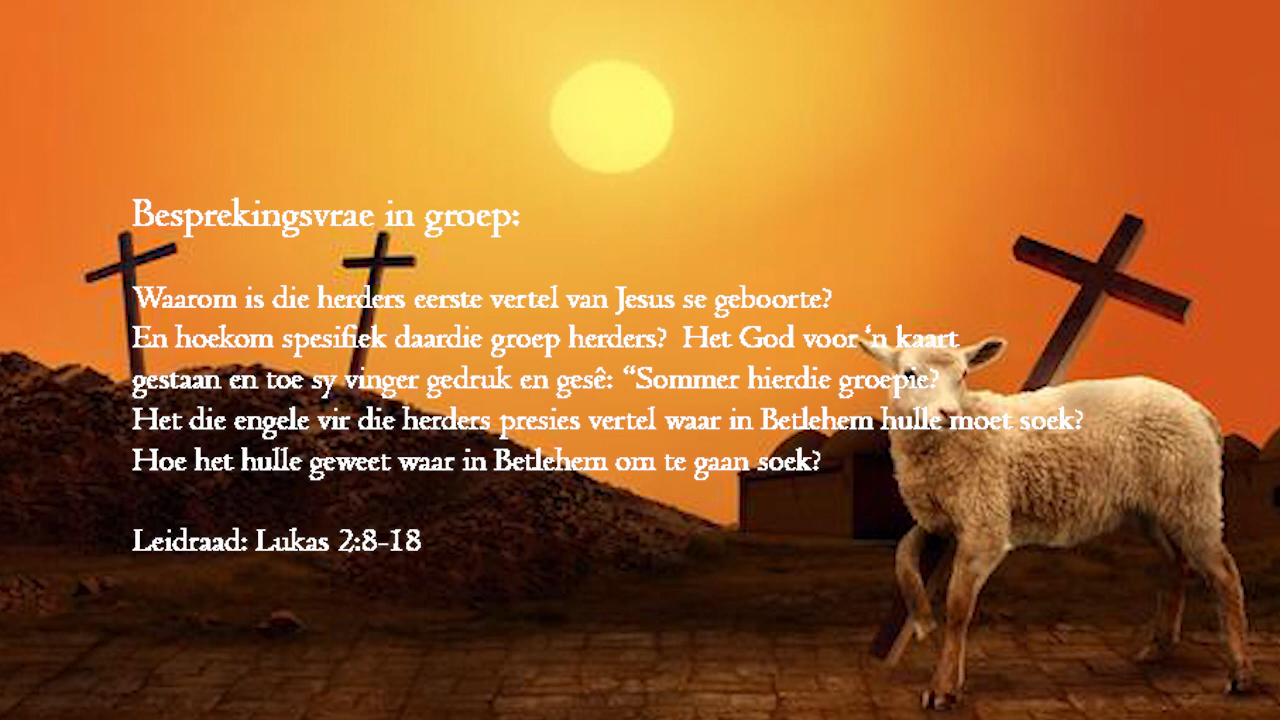 Besprekingsvrae in groep:
Waarom is die herders eerste vertel van Jesus se geboorte?
En hoekom spesifiek daardie groep herders?  Het God voor ‘n kaart
gestaan en toe sy vinger gedruk en gesê: “Sommer hierdie groepie?
Het die engele vir die herders presies vertel waar in Betlehem hulle moet soek?
Hoe het hulle geweet waar in Betlehem om te gaan soek?
Leidraad: Lukas 2:8-18